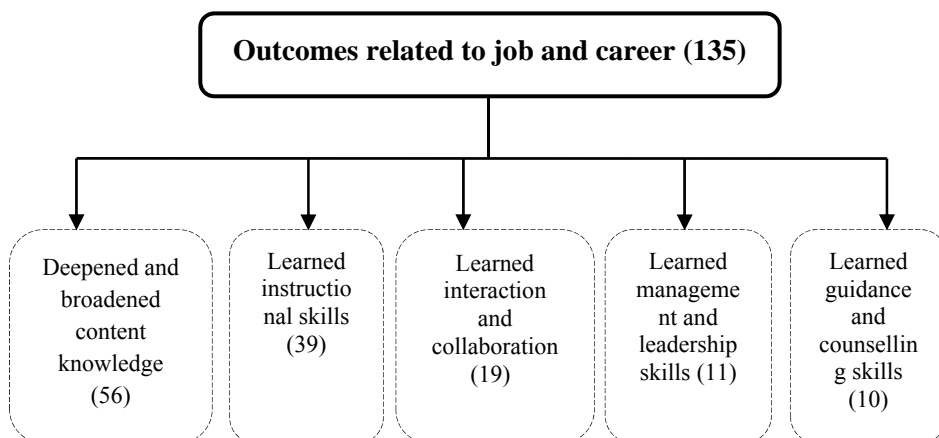 Outcomes related to job and career (135)
Deepened and
broadened
content
knowledge
(56)
Learned
instructio
nal skills
(39)
Learned
interaction
and
collaboration
(19)
Learned
manageme
nt and
leadership
skills (11)
Learned
guidance
and
counsellin
g skills
(10)